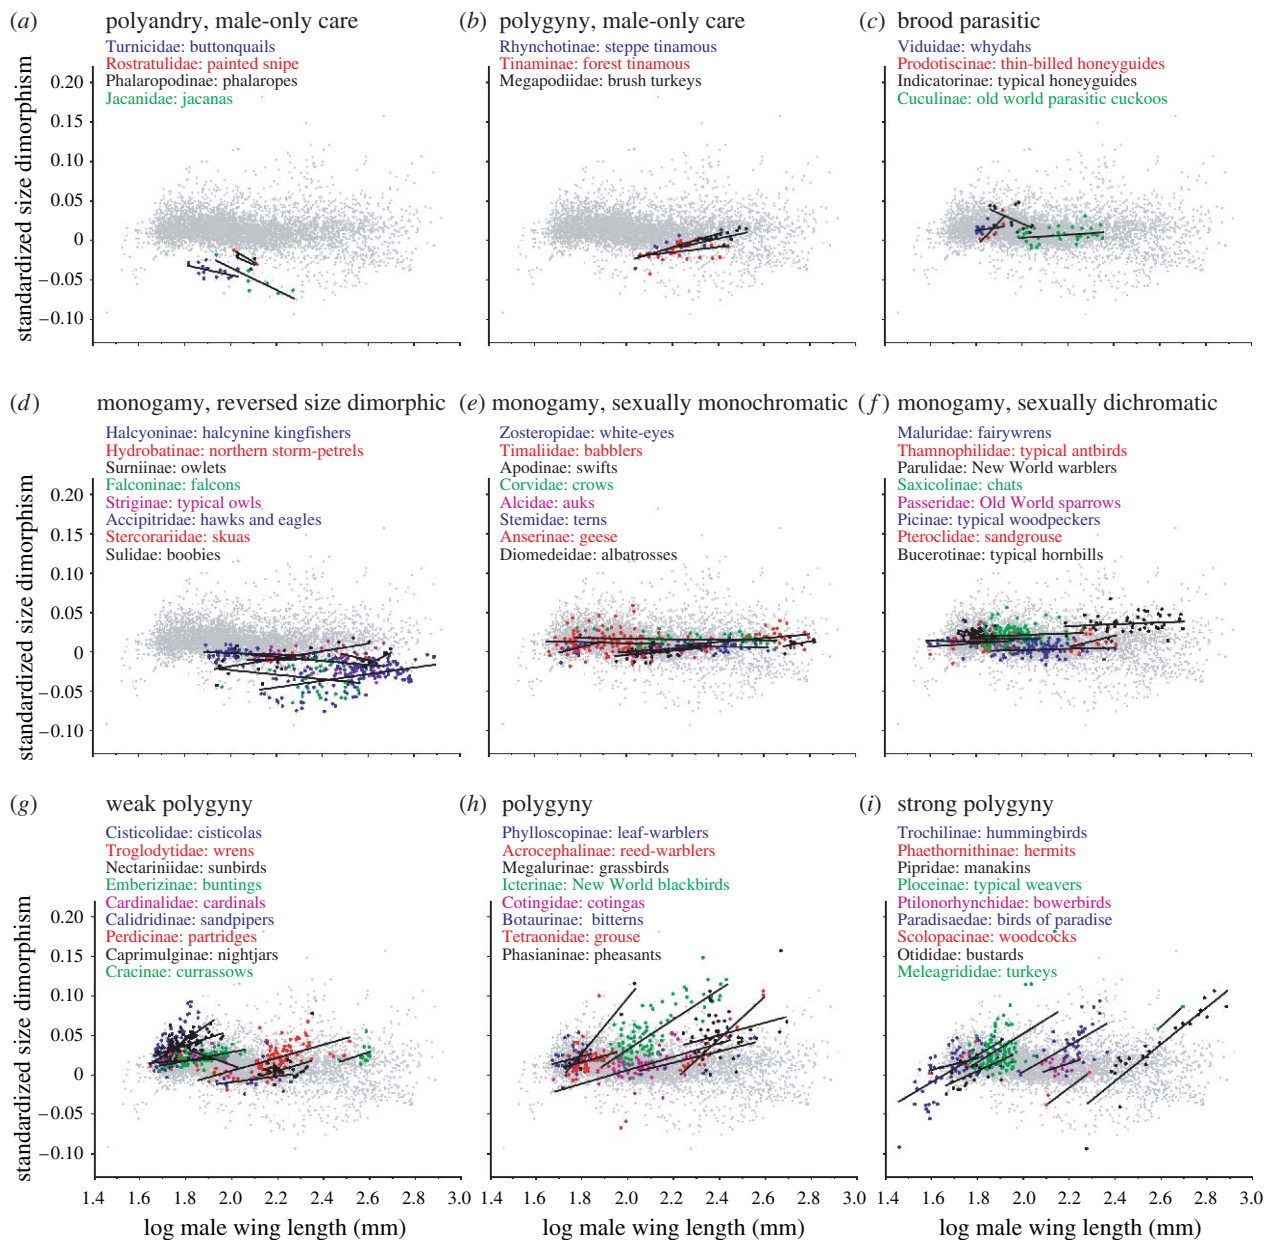 (a) polyandry, male-only care
Turnicidae: buttonquails
Rostratulidae: painted snipe
Phalaropodinae: phalaropes
Jacanidae: jacanas
(b) polygyny, male-only care
Rhynchotinae: steppe tinamous
Tinaminae: forest tinamous
Megapodiidae: brush turkeys
(c) brood parasitic
Viduidae: whydahs
Prodotiscinae: thin-billed honeyguides
Indicatorinae: typical honeyguides
Cuculinae: old world parasitic cuckoos
standardized size dimorphism
0.20
0.15
0.10
0.05
0
−0.05
−0.10
(d) monogamy, reversed size dimorphic
Halcyoninae: halcynine kingfishers
Hydrobatinae: northern storm-petrels
Surniinae: owlets
Falconinae: falcons
Striginae: typical owls
Accipitridae: hawks and eagles
Stercorariidae: skuas
Sulidae: boobies
(e) monogamy, sexually monochromatic
Zosteropidae: white-eyes
Timaliidae: babblers
Apodinae: swifts
Corvidae: crows
Alcidae: auks
Stemidae: terns
Anserinae: geese
Diomedeidae: albatrosses
(f) monogamy, sexually dichromatic
Maluridae: fairywrens
Thamnophilidae: typical antbirds
Parulidae: New World warblers
Saxicolinae: chats
Passeridae: Old World sparrows
Picinae: typical woodpeckers
Pteroclidae: sandgrouse
Bucerotinae: typical hornbills
standardized size dimorphism
0.20
0.15
0.10
0.05
0
−0.05
−0.10
(g) weak polygyny
Cisticolidae: cisticolas
Troglodytidae: wrens
Nectariniidae: sunbirds
Emberizinae: buntings
Cardinalidae: cardinals
Calidridinae: sandpipers
Perdicinae: partridges
Caprimulginae: nightjars
Cracinae: currassows
(h) polygyny
Phylloscopinae: leaf-warblers
Acrocephalinae: reed-warblers
Megalurinae: grassbirds
Icterinae: New World blackbirds
Cotingidae: cotingas
Botaurinae: bitterns
Tetraonidae: grouse
Phasianinae: pheasants
(i) strong polygyny
Trochilinae: hummingbirds
Phaethornithinae: hermits
Pipridae: manakins
Ploceinae: typical weavers
Ptilonorhynchidae: bowerbirds
Paradisaedae: birds of paradise
Scolopacinae: woodcocks
Otididae: bustards
Meleagrididae: turkeys
standardized size dimorphism
0.20
0.15
0.10
0.05
0
−0.05
−0.10
1.4 1.6 1.8 2.0 2.2 2.4 2.6 2.8 3.0
log male wing length (mm)
1.4 1.6 1.8 2.0 2.2 2.4 2.6 2.8 3.0
log male wing length (mm)
1.4 1.6 1.8 2.0 2.2 2.4 2.6 2.8 3.0
log male wing length (mm)